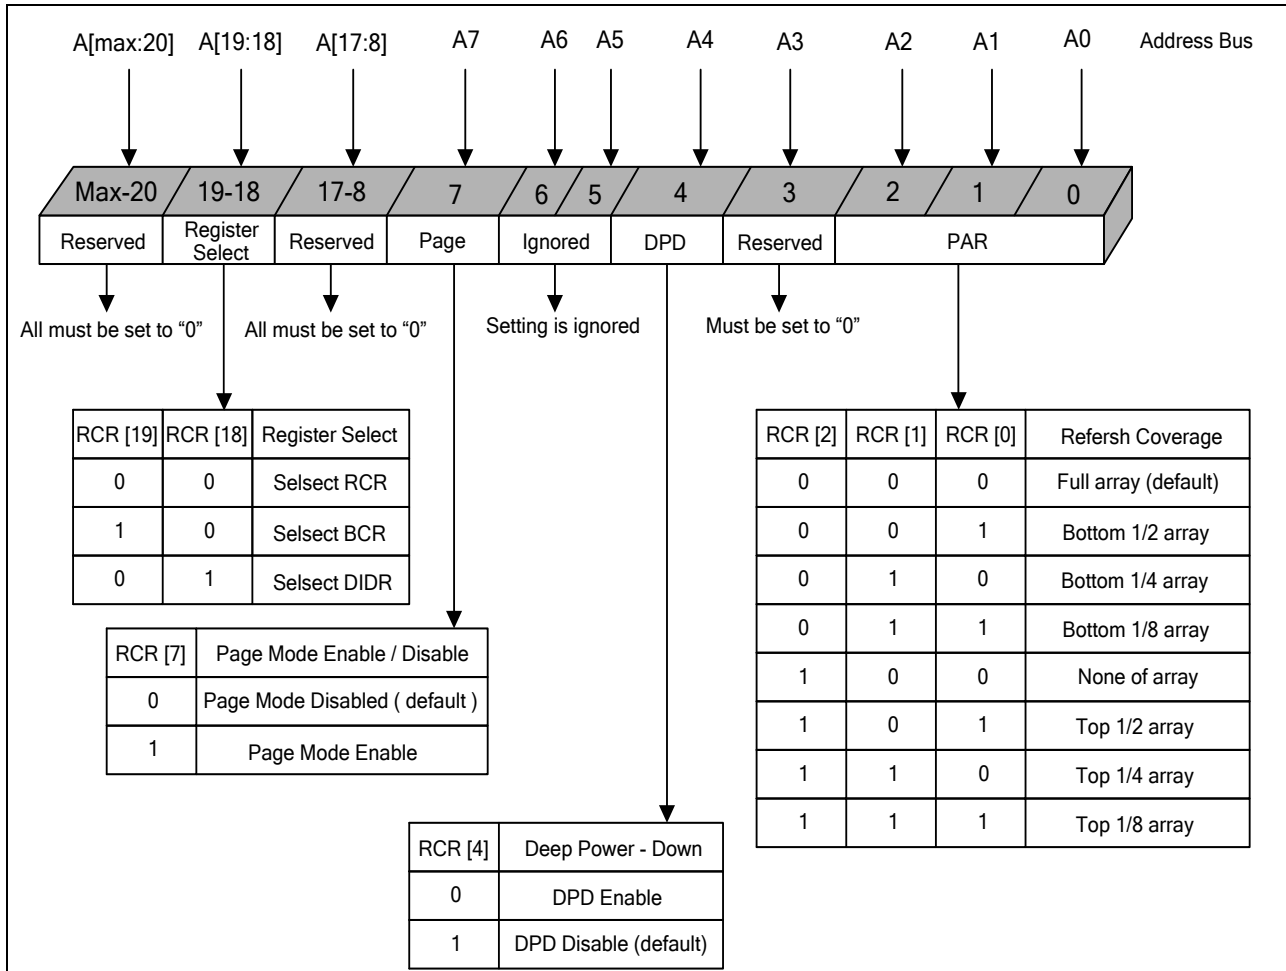 A[max:20] A[19:18] A[17:8] A7 A6 A5 A4 A3 A2 A1 A0 Address Bus
Max-20 19-18 17-8 7 6 5 4 3 2 1 0
Reserved Register Select Reserved Page Ignored DPD Reserved PAR
All must be set to “0” All must be set to “0” Setting is ignored Must be set to “0”
RCR [19] RCR [18] Register Select
0 0 Selsect RCR
1 0 Selsect BCR
0 1 Selsect DIDR
RCR [2] RCR [1] RCR [0] Refersh Coverage
0 0 0 Full array (default)
0 0 1 Bottom 1/2 array
0 1 0 Bottom 1/4 array
0 1 1 Bottom 1/8 array
1 0 0 None of array
1 0 1 Top 1/2 array
1 1 0 Top 1/4 array
1 1 1 Top 1/8 array
RCR [7] Page Mode Enable / Disable
0 Page Mode Disabled ( default )
1 Page Mode Enable
RCR [4] Deep Power - Down
0 DPD Enable
1 DPD Disable (default)